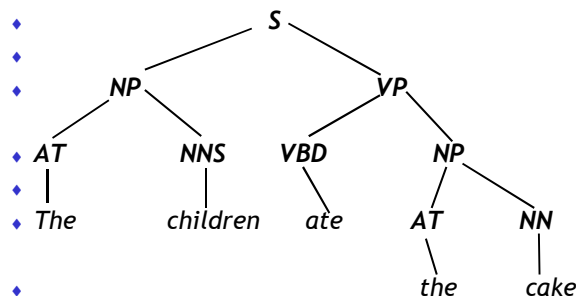 S
NP VP
AT NNS VBD NP
The children ate AT NN
the cake